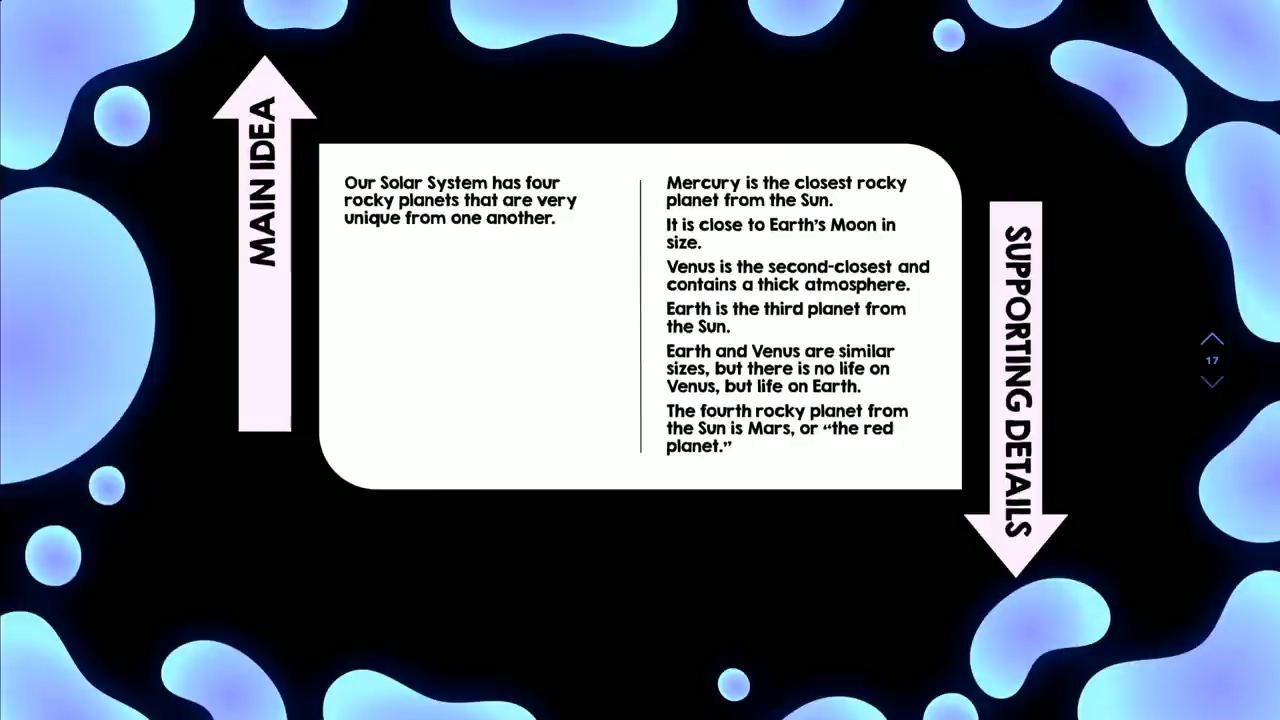 MAIN IDEA
Our Solar System has four
rocky planets that are very
unique from one another.
Mercury is the closest rocky
planet from the Sun.
It is close to Earth's Moon in
size.
Venus is the second-closest and
contains a thick atmosphere.
Earth is the third planet from
the Sun.
Earth and Venus are similar
sizes, but there is no life on
Venus, but life on Earth.
The fourth rocky planet from
the Sun is Mars, or “the red
planet.”
SUPPORTING DETAILS
17